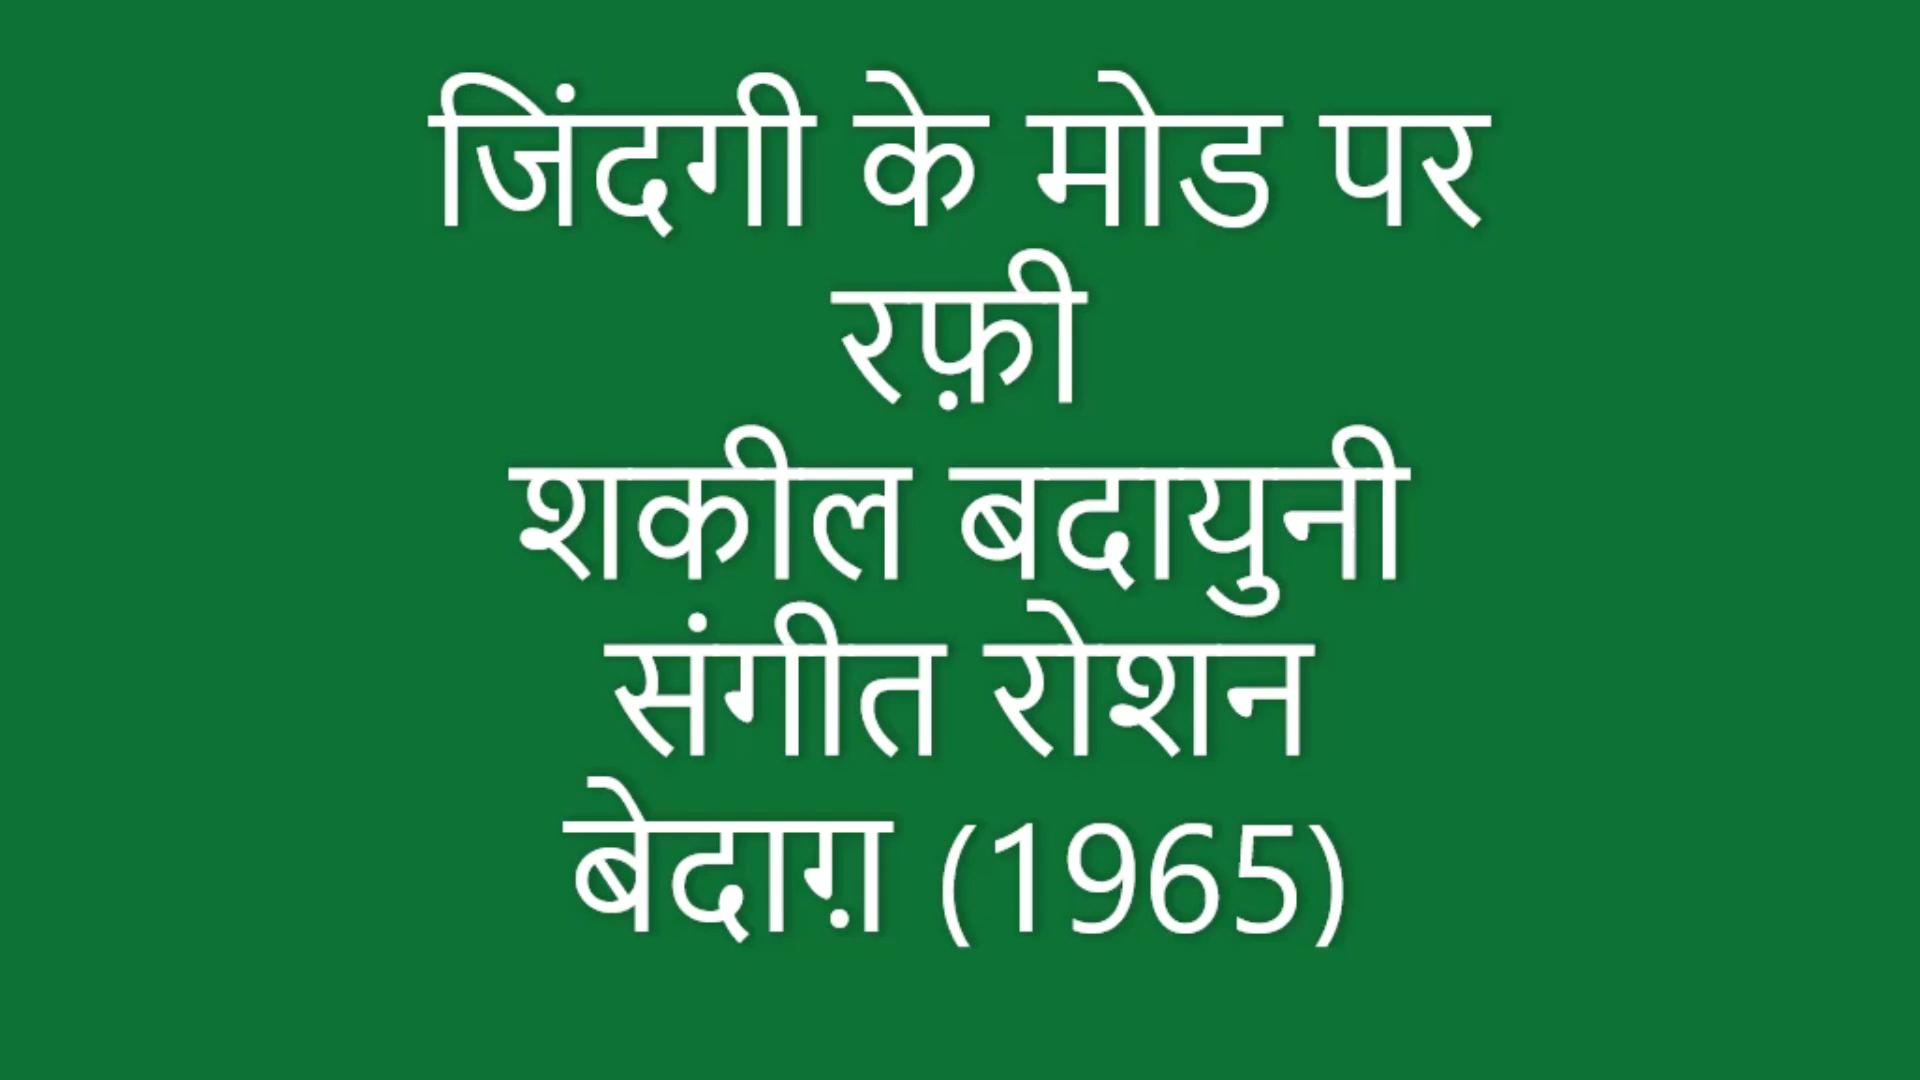 जिंदगी के मोड पर
रफ़ी
शकील बदायुनी
संगीत रोशन
बेदाग़ (1965)